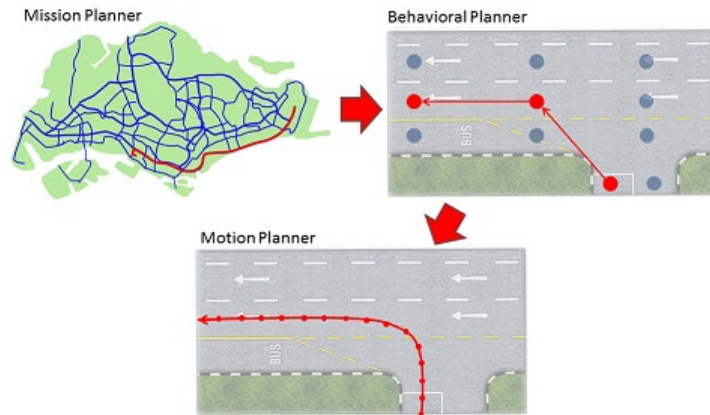 Mission Planner
Behavioral Planner
BUS
Motion Planner
BUS